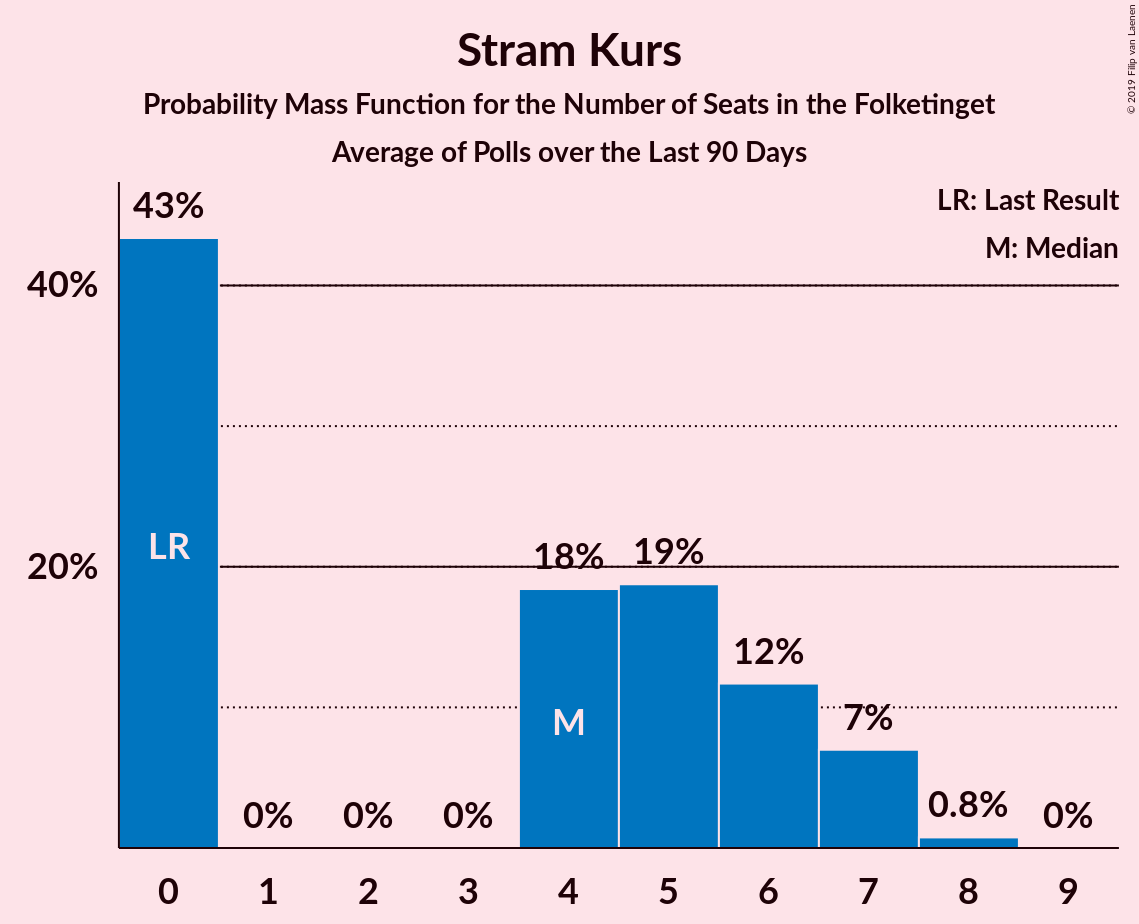 Stram Kurs
Probability Mass Function for the Number of Seats in the Folketinget
Average of Polls over the Last 90 Days
© 2019 Filip van Laenen
LR: Last Result
M: Median
43%
40%
LR
20%
18%
19%
12%
7%
M
0%
0%
0%
0.8%
0%
0 1 2 3 4 5 6 7 8 9